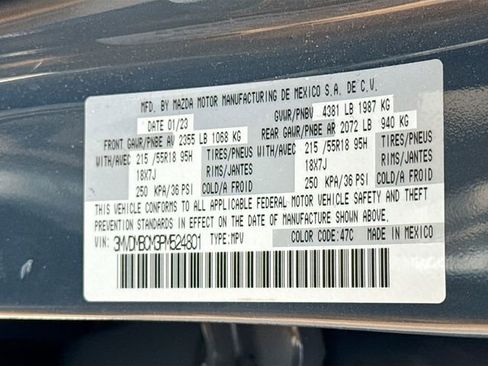 MFD. BY MAZDA MOTOR MANUFACTURING DE MEXICO S.A. DE C.V.
DATE 01/23 GVWR/PNBV 4381 LB 1987 KG
FRONT GAWR/PNBE AV 2355 LB 1068 KG REAR GAWR/PNBE AR 2072 LB 940 KG
WITH/AVEC 215/55R18 95H TIRES/PNEUS WITH/AVEC 215/55R18 95H TIRES/PNEUS
18X7J RIMS/JANTES 18X7J RIMS/JANTES
250 KPA/36 PSI COLD/A FROID 250 KPA/36 PSI COLD/A FROID
THIS VEHICLE CONFORMS TO ALL APPLICABLE FEDERAL MOTOR VEHICLE SAFETY AND THEFT
PREVENTION STANDARDS IN EFFECT ON THE DATE OF MANUFACTURE SHOWN ABOVE.
VIN: TYPE: MPV COLOR CODE: 47C MADE IN MEXICO